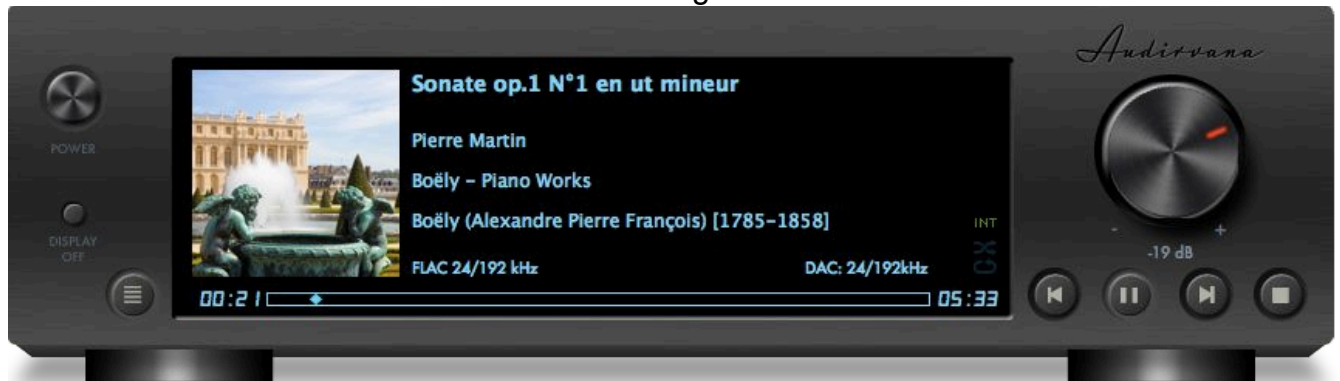 Audirvana
Sonate op.1 N°1 en ut mineur
POWER
Pierre Martin
Boëly – Piano Works
Boëly (Alexandre Pierre François) [1785–1858]
INT
DISPLAY
OFF
- +
-19 dB
FLAC 24/192 kHz
DAC: 24/192kHz
00:21
05:33